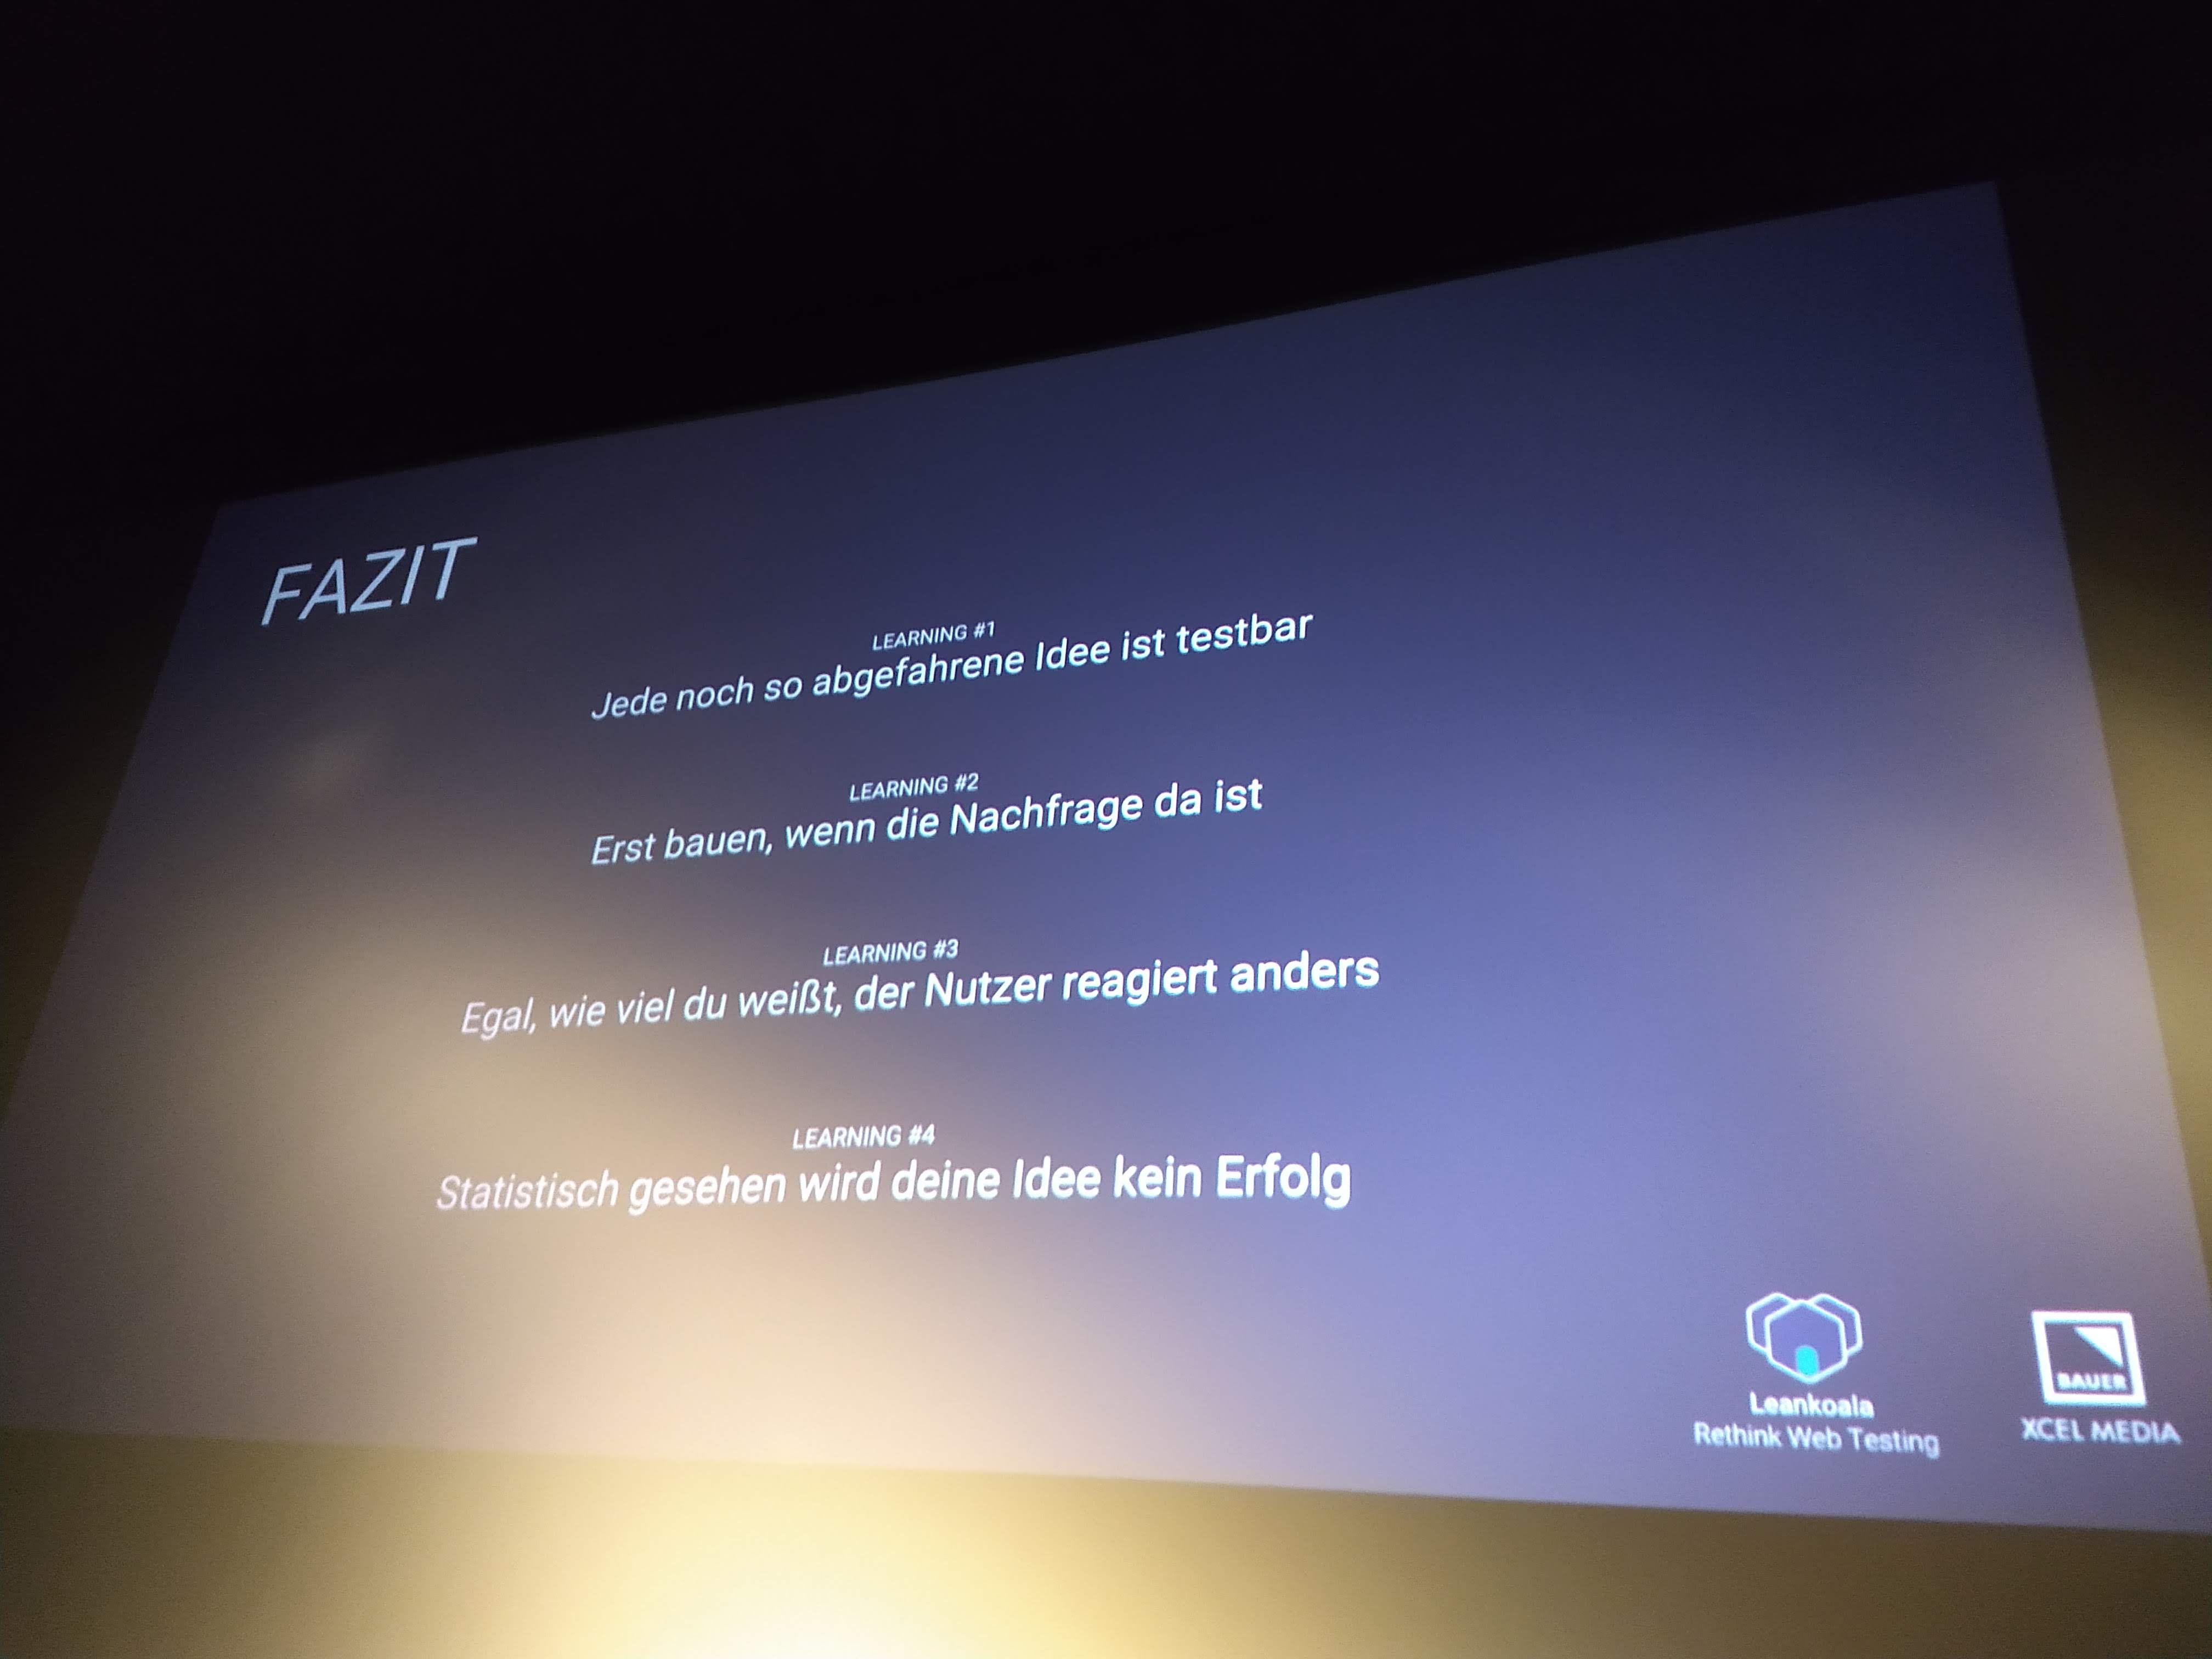 FAZIT
LEARNING #1
Jede noch so abgefahrene Idee ist testbar
LEARNING #2
Erst bauen, wenn die Nachfrage da ist
LEARNING #3
Egal, wie viel du weißt, der Nutzer reagiert anders
LEARNING #4
Statistisch gesehen wird deine Idee kein Erfolg
Leankoala
Rethink Web Testing
BAUER
XCEL MEDIA